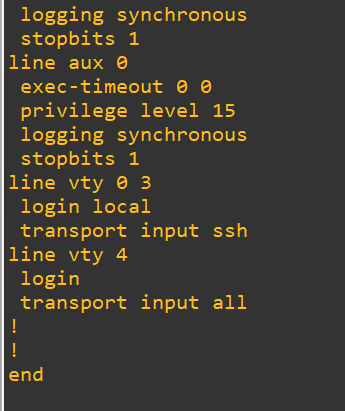 logging synchronous
stopbits 1
line aux 0
exec-timeout 0 0
privilege level 15
logging synchronous
stopbits 1
line vty 0 3
login local
transport input ssh
line vty 4
login
transport input all
!
!
end